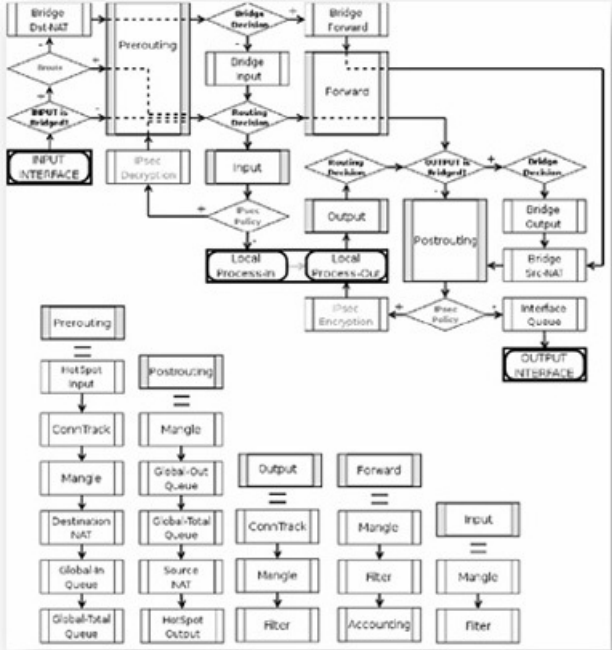 Bridge
Dst-NAT
Prerouting
Bridge
Decision
+
Bridge
Forward
-
Broute
+
Bridge
Input
Forward
+
INPUT is
Bridged?
-
Routing
Decision
INPUT
INTERFACE
IPsec
Decryption
Input
Routing
Decision
OUTPUT is
Bridged?
+
Bridge
Decision
+
IPsec
Policy
-
Output
-
Postrouting
Bridge
Output
Local
Process-In
Local
Process-Out
Bridge
Src-NAT
IPsec
Encryption
+
IPsec
Policy
-
Interface
Queue
OUTPUT
INTERFACE
Prerouting
=
HotSpot
Input
ConnTrack
Mangle
Destination
NAT
Global-In
Queue
Global-Total
Queue
Postrouting
=
Mangle
Global-Out
Queue
Global-Total
Queue
Source
NAT
HotSpot
Output
Output
=
ConnTrack
Mangle
Filter
Forward
=
Mangle
Filter
Accounting
Input
=
Mangle
Filter